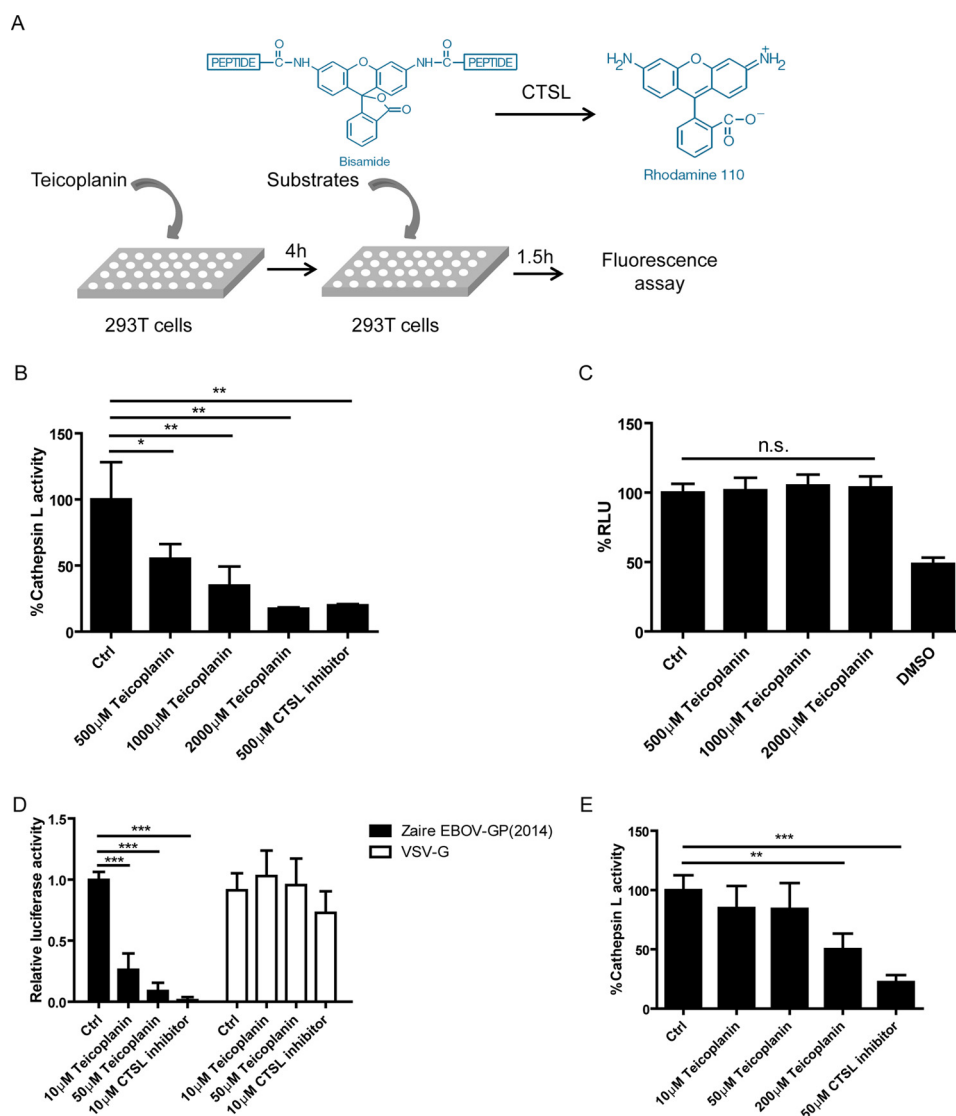 A
PEPTIDE
O
C
NH
O
NH
O
C
PEPTIDE
O
O
Bisamide
CTSL
H₂N
O
NH₂
+
C
O⁻
O
Rhodamine 110
Teicoplanin
Substrates
4h
1.5h
Fluorescence
assay
293T cells
293T cells
B
%Cathepsin L activity
150
100
50
0
**
**
**
*
Ctrl
500µM Teicoplanin
1000µM Teicoplanin
2000µM Teicoplanin
500µM CTSL inhibitor
C
%RLU
150
100
50
0
n.s.
Ctrl
500µM Teicoplanin
1000µM Teicoplanin
2000µM Teicoplanin
DMSO
D
Relative luciferase activity
1.5
1.0
0.5
0.0
***
***
***
Zaire EBOV-GP(2014)
VSV-G
Ctrl
10µM Teicoplanin
50µM Teicoplanin
10µM CTSL inhibitor
Ctrl
10µM Teicoplanin
50µM Teicoplanin
10µM CTSL inhibitor
E
%Cathepsin L activity
150
100
50
0
***
**
Ctrl
10µM Teicoplanin
50µM Teicoplanin
200µM Teicoplanin
50µM CTSL inhibitor